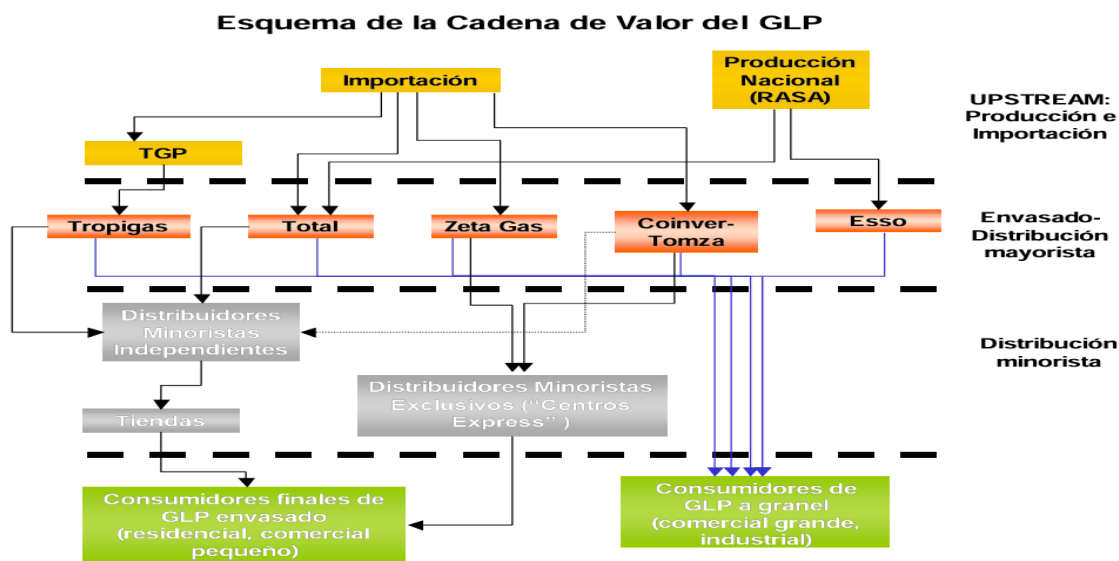 Esquema de la Cadena de Valor del GLP
Importación
Producción
Nacional
(RASA)
UPSTREAM:
Producción e
Importación
TGP
Tropigas
Total
Zeta Gas
Coinver-
Tomza
Esso
Envasado-
Distribución
mayorista
Distribuidores
Minoristas
Independientes
Distribución
minorista
Distribuidores Minoristas
Exclusivos ("Centros
Express" )
Tiendas
Consumidores finales de
GLP envasado
(residencial, comercial
pequeño)
Consumidores de
GLP a granel
(comercial grande,
industrial)